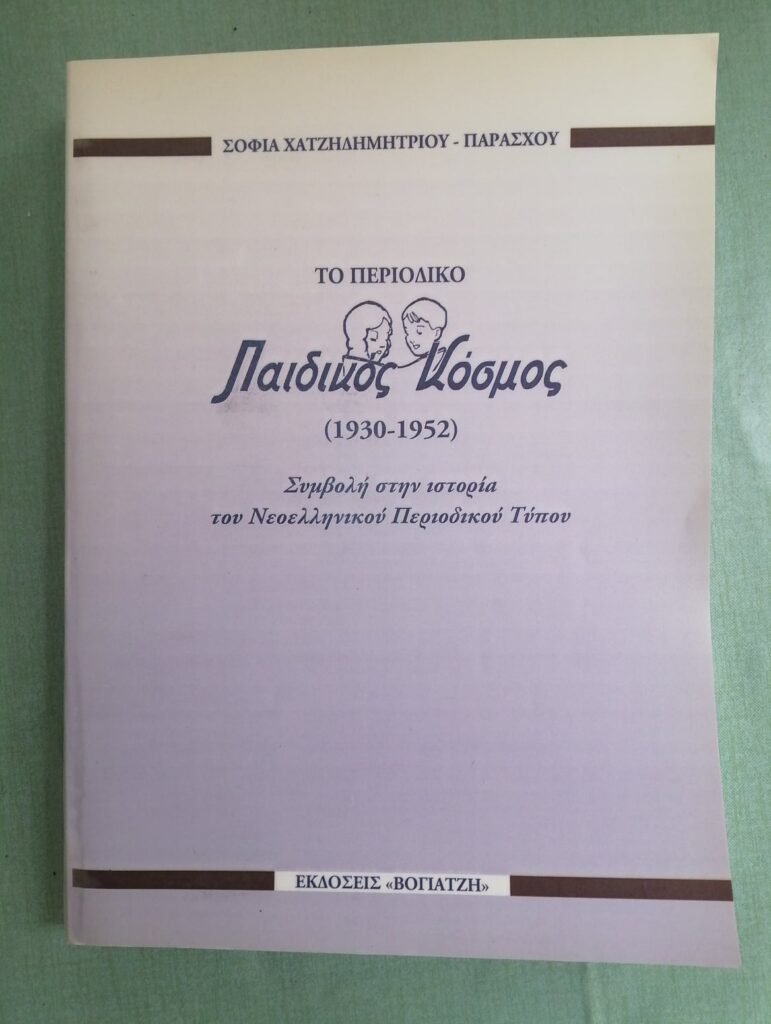 ΣΟΦΙΑ ΧΑΤΖΗΔΗΜΗΤΡΙΟΥ - ΠΑΡΑΣΧΟΥ
ΤΟ ΠΕΡΙΟΔΙΚΟ
Παιδικός Κόσμος
(1930-1952)
Συμβολή στην ιστορία
του Νεοελληνικού Περιοδικού Τύπου
ΕΚΔΟΣΕΙΣ «ΒΟΓΙΑΤΖΗ»